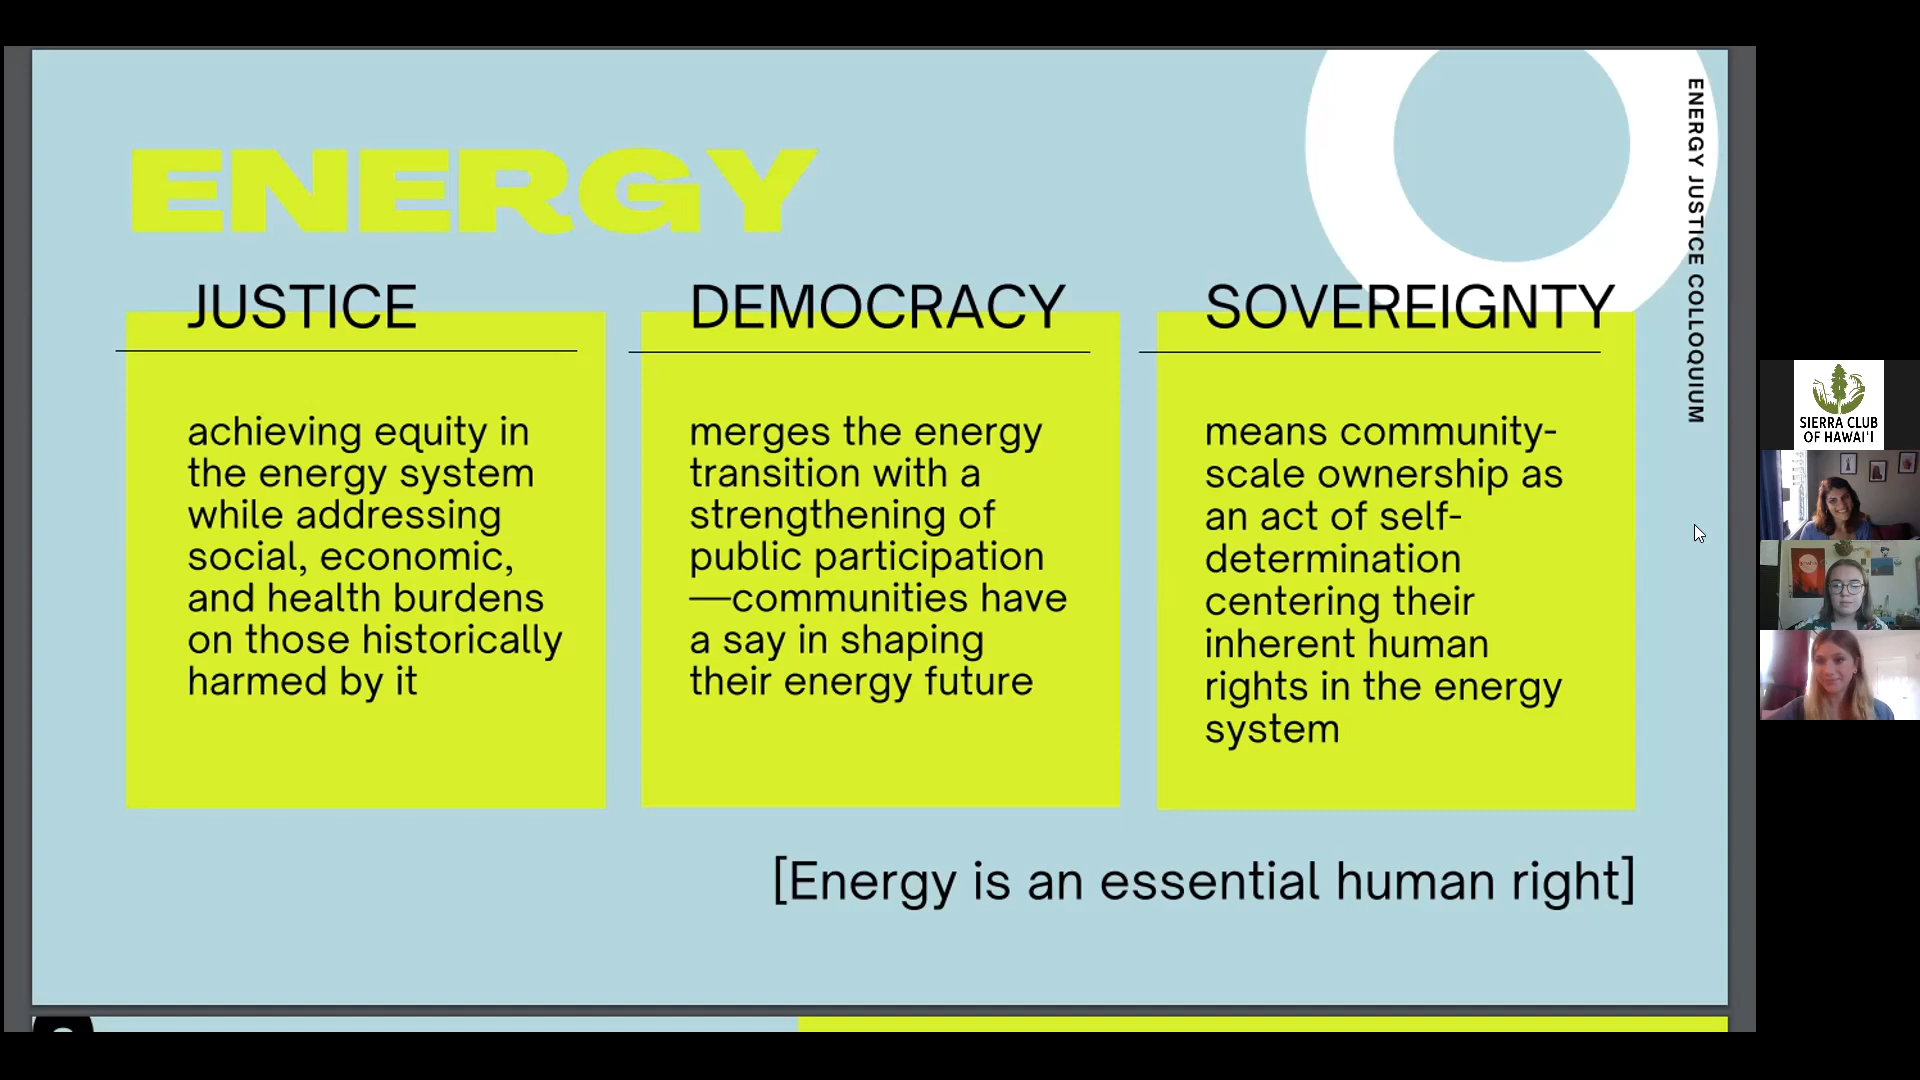 ENERGY
JUSTICE
achieving equity in
the energy system
while addressing
social, economic,
and health burdens
on those historically
harmed by it
DEMOCRACY
merges the energy
transition with a
strengthening of
public participation
—communities have
a say in shaping
their energy future
SOVEREIGNTY
means community-
scale ownership as
an act of self-
determination
centering their
inherent human
rights in the energy
system
[Energy is an essential human right]
ENERGY JUSTICE COLLOQUIUM
SIERRA CLUB
OF HAWAI'I